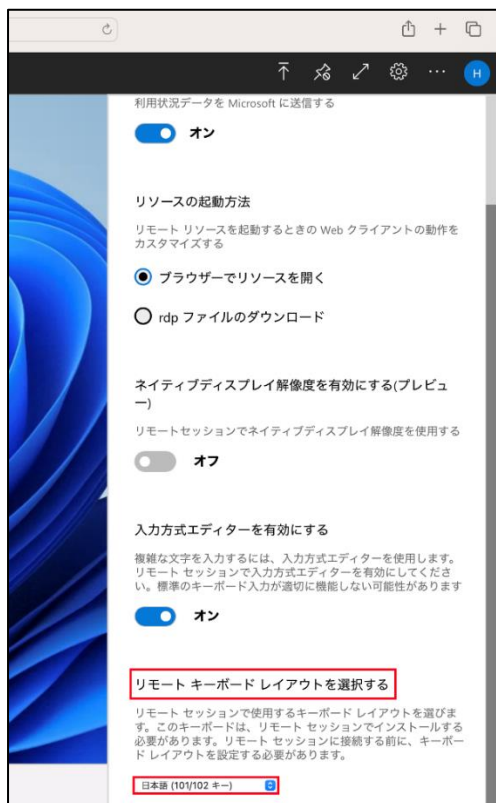 H
利用状況データを Microsoft に送信する
オン
リソースの起動方法
リモート リソースを起動するときの Web クライアントの動作を
カスタマイズする
ブラウザーでリソースを開く
rdp ファイルのダウンロード
ネイティブディスプレイ解像度を有効にする(プレビュ
ー)
リモートセッションでネイティブディスプレイ解像度を使用する
オフ
入力方式エディターを有効にする
複雑な文字を入力するには、入力方式エディターを使用します。
リモート セッションで入力方式エディターを有効にしてくださ
い。標準のキーボード入力が適切に機能しない可能性があります
オン
リモート キーボード レイアウトを選択する
リモート セッションで使用するキーボード レイアウトを選びま
す。このキーボードは、リモート セッションでインストールする
必要があります。リモート セッションに接続する前に、キーボー
ド レイアウトを設定する必要があります。
日本語 (101/102 キー)